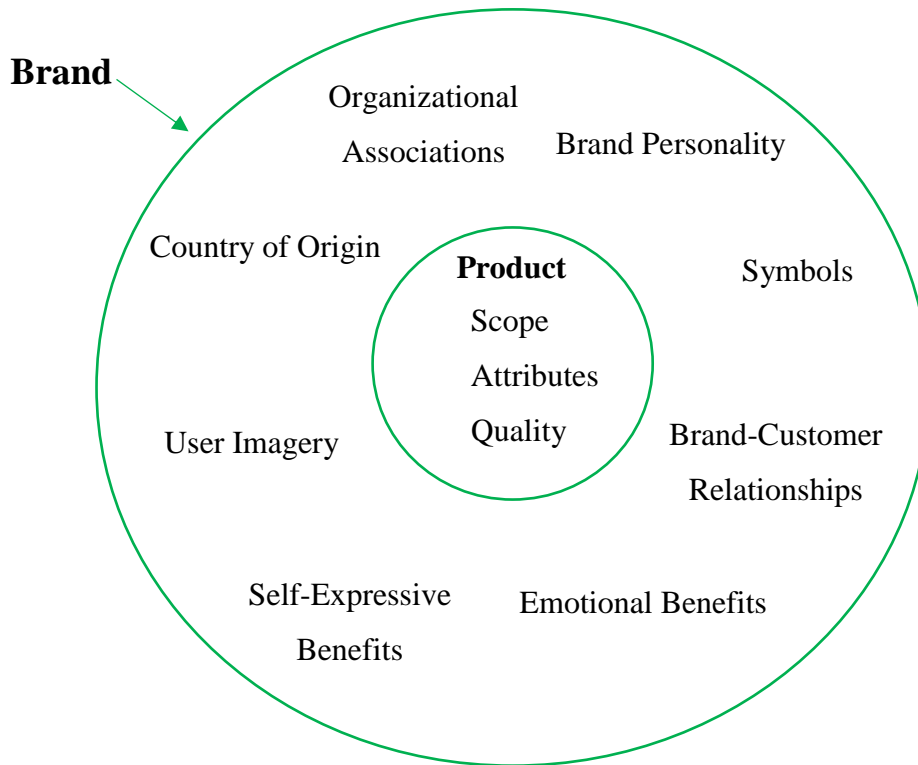 Brand
Organizational
Associations
Brand Personality
Country of Origin
Symbols
Product
Scope
Attributes
Quality
User Imagery
Brand-Customer
Relationships
Self-Expressive
Benefits
Emotional Benefits